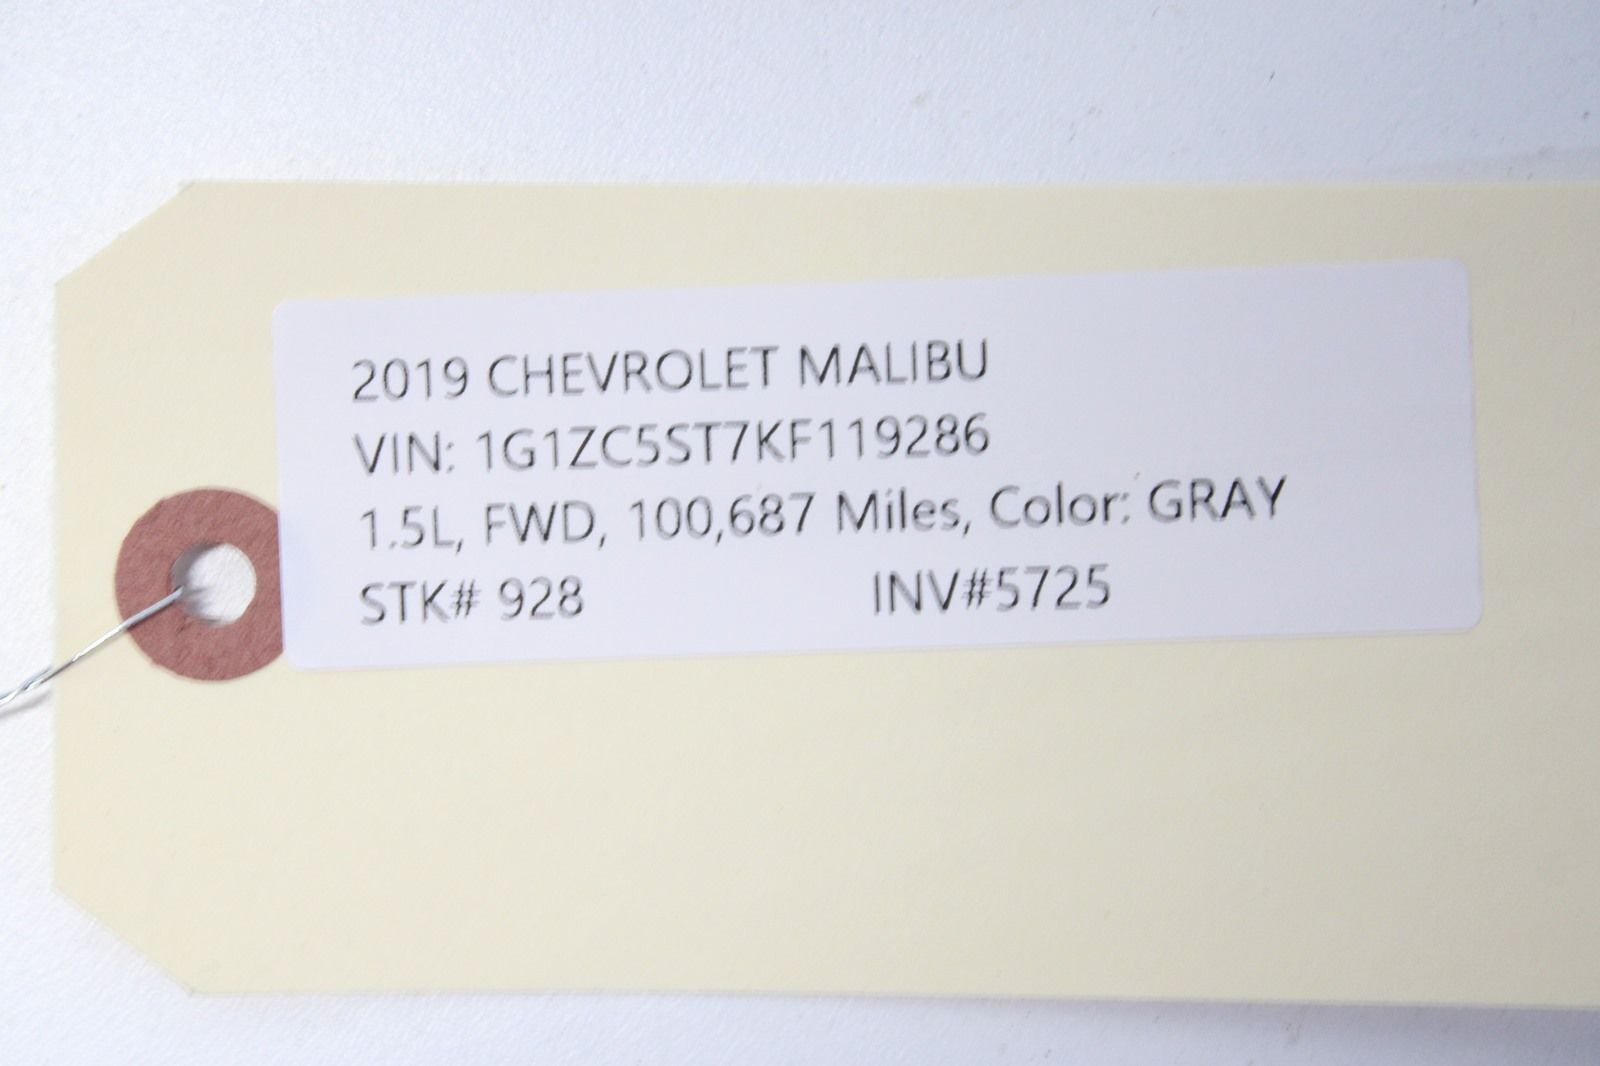 2019 CHEVROLET MALIBU
VIN: 1G1ZC5ST7KF119286
1.5L, FWD, 100,687 Miles, Color: GRAY
STK# 928 INV#5725